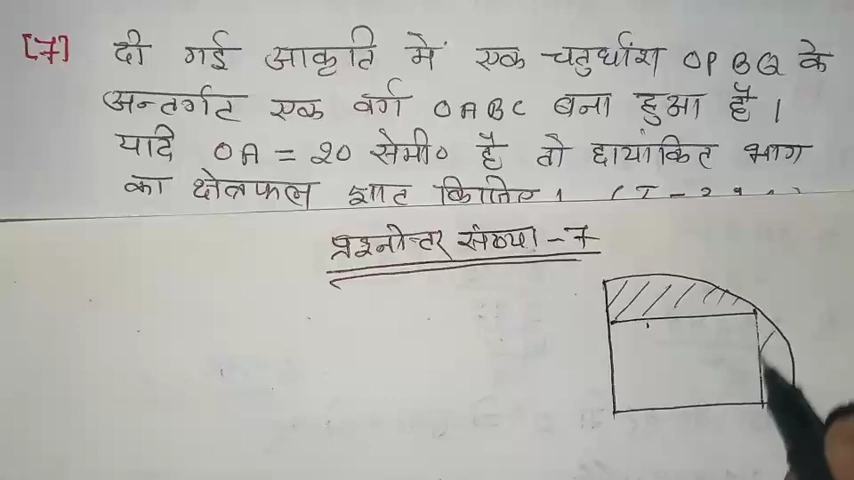 [7] दी गई आकृति में एक चतुर्थांश OPBQ के
अन्तर्गत एक वर्ग OABC बना हुआ है।
यदि OA = 20 सेमी० है तो छायांकित भाग
का क्षेत्रफल ज्ञात कीजिए।
प्रश्नोत्तर संख्या - 7